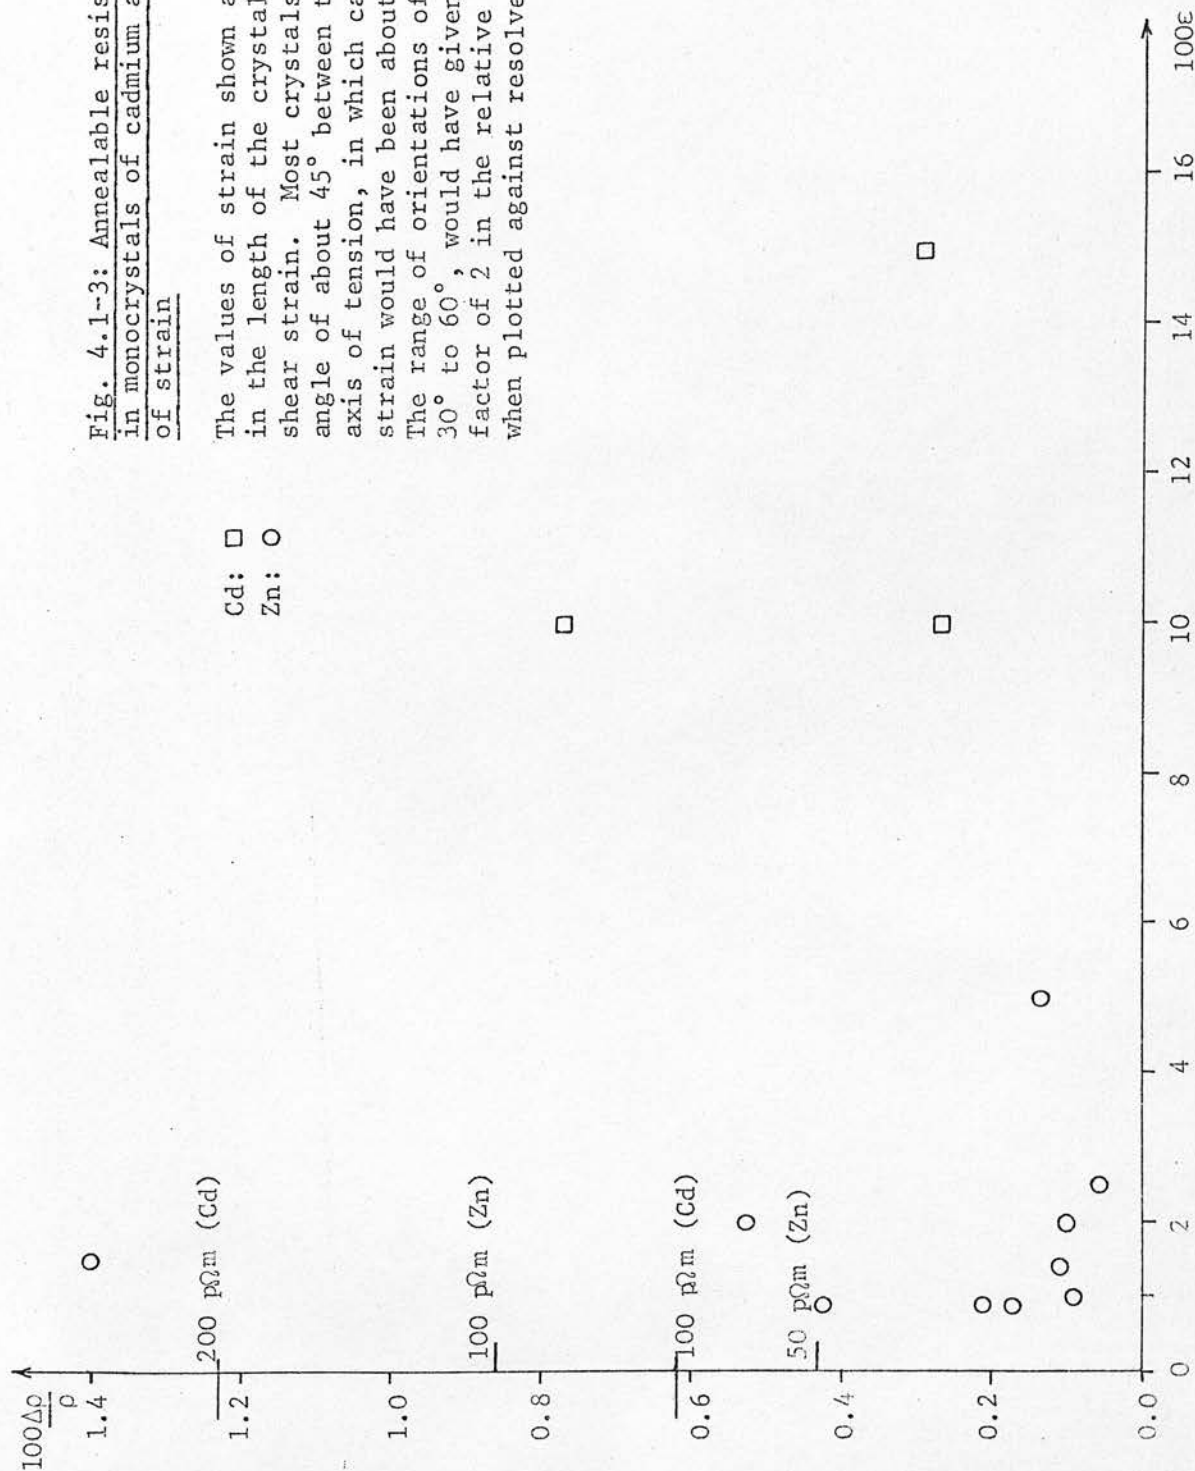 Fig. 4.1-3: Annealable resis
in monocrystals of cadmium a
of strain
The values of strain shown a
in the length of the crystal
shear strain. Most crystals
angle of about 45° between t
axis of tension, in which ca
strain would have been about
The range of orientations of
30° to 60°, would have given
factor of 2 in the relative
when plotted against resolve
Cd: □
Zn: ○
100Δρ
ρ
1.4
1.2
1.0
0.8
0.6
0.4
0.2
0.0
200 pΩm (Cd)
100 pΩm (Zn)
100 pΩm (Cd)
50 pΩm (Zn)
0 1 2 4 6 8 10 12 14 16 100ε